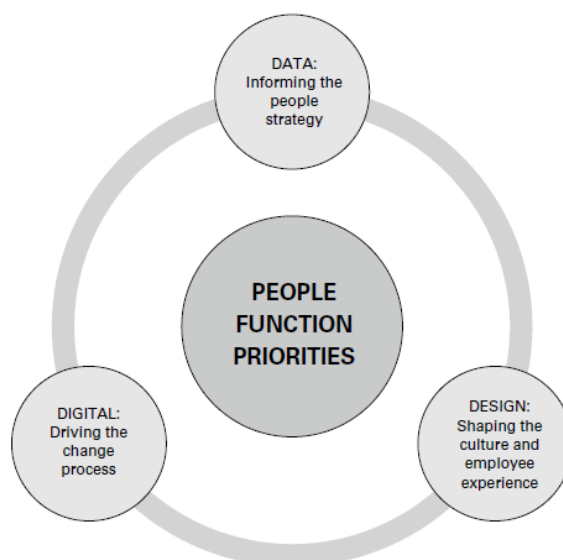 DATA:
Informing the
people
strategy
PEOPLE
FUNCTION
PRIORITIES
DIGITAL:
Driving the
change
process
DESIGN:
Shaping the
culture and
employee
experience